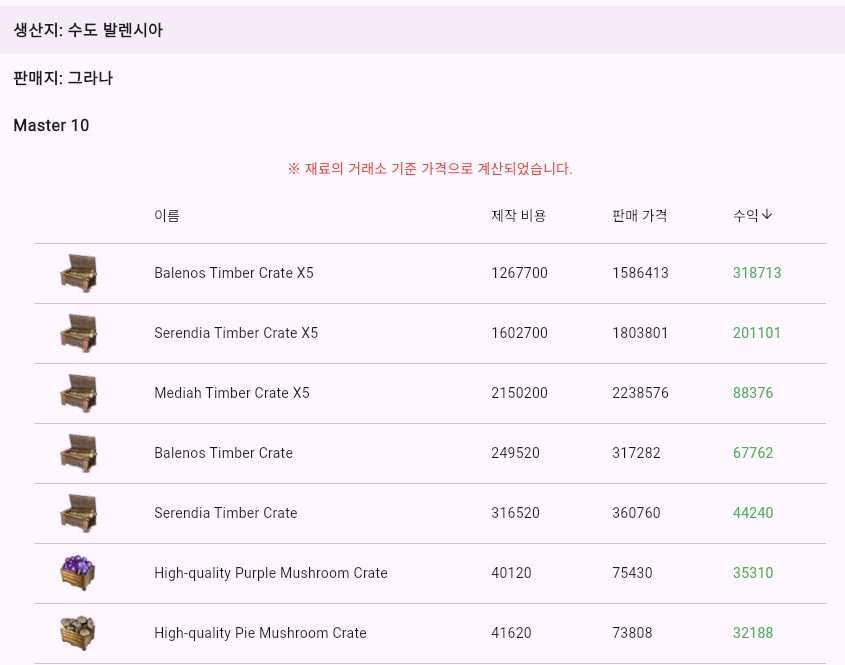 생산지: 수도 발렌시아
판매지: 그라나
Master 10
※ 재료의 거래소 기준 가격으로 계산되었습니다.
이름 제작 비용 판매 가격 수익↓
Balenos Timber Crate X5 1267700 1586413 318713
Serendia Timber Crate X5 1602700 1803801 201101
Mediah Timber Crate X5 2150200 2238576 88376
Balenos Timber Crate 249520 317282 67762
Serendia Timber Crate 316520 360760 44240
High-quality Purple Mushroom Crate 40120 75430 35310
High-quality Pie Mushroom Crate 41620 73808 32188